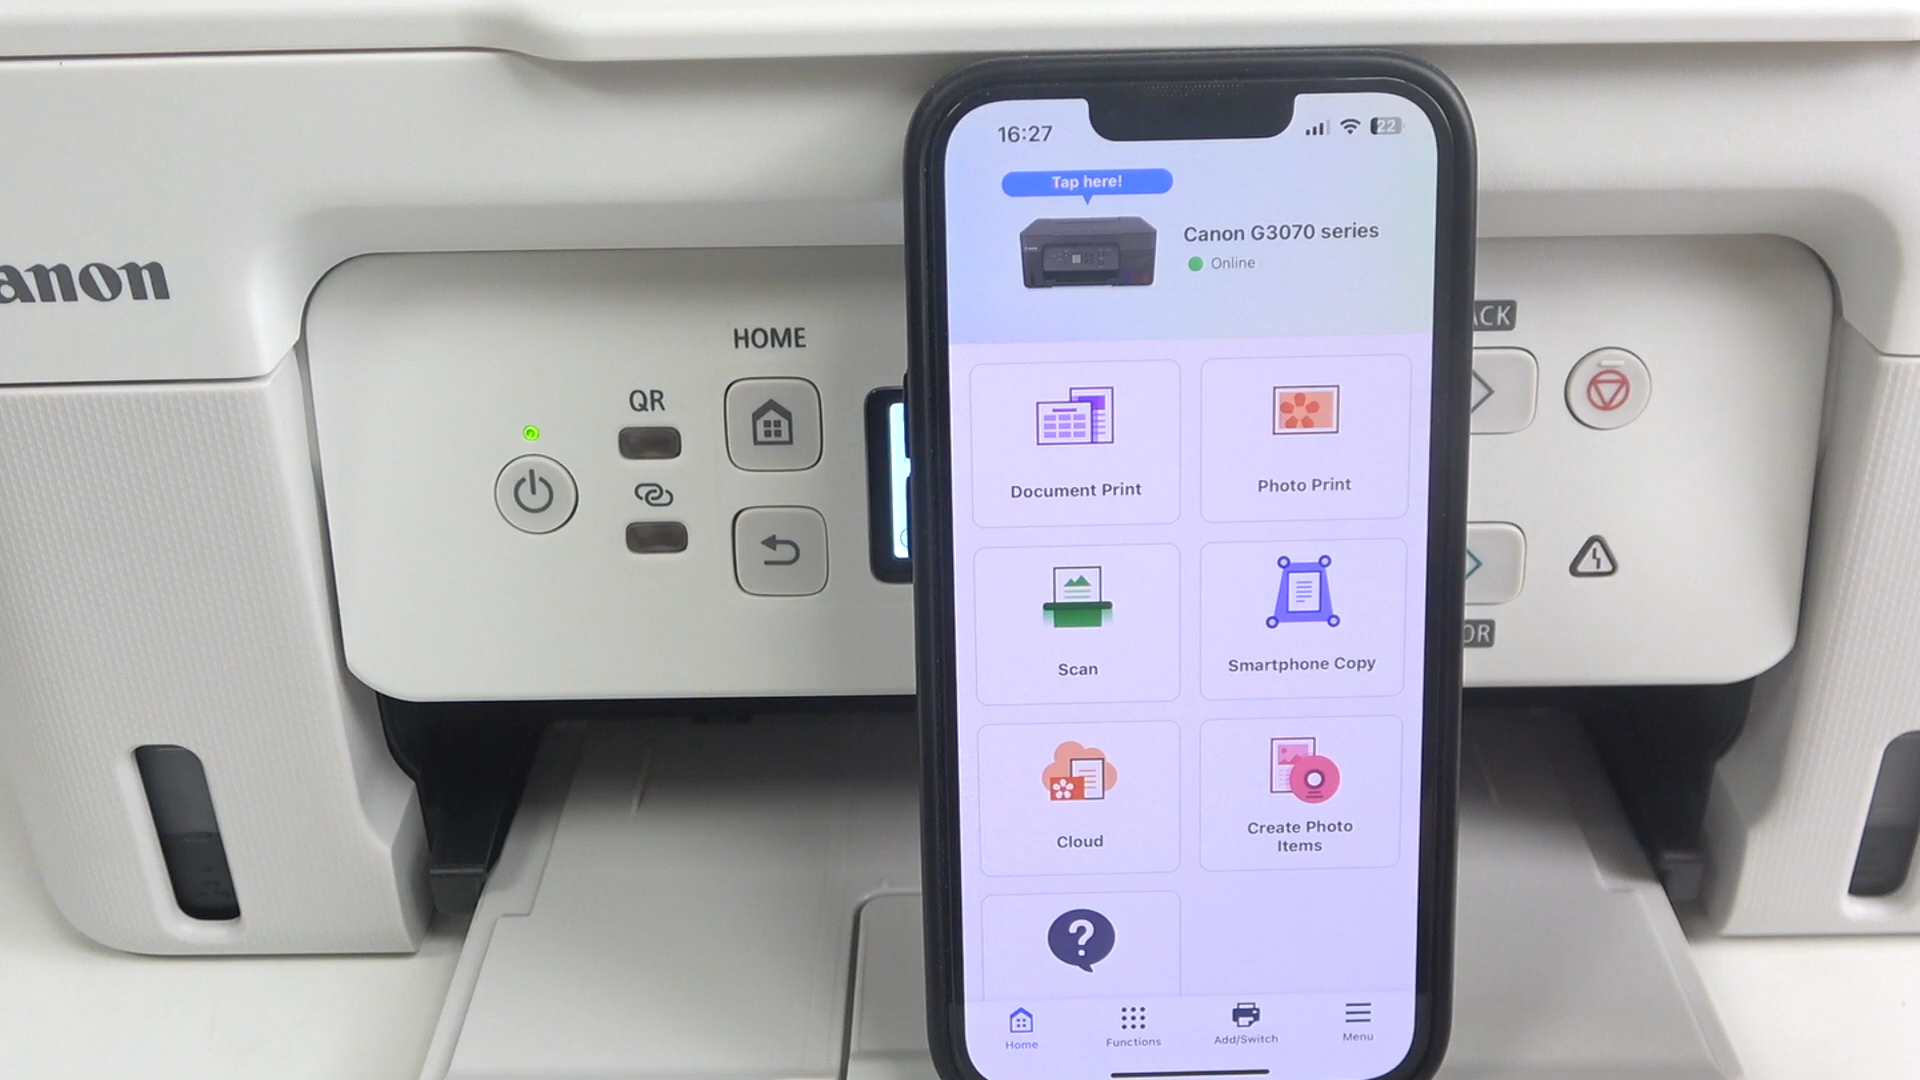 anon
HOME
QR
ACK
OR
16:27
22
Tap here!
Canon G3070 series
Online
Document Print
Photo Print
Scan
Smartphone Copy
Cloud
Create Photo
Items
?
Home
Functions
Add/Switch
Menu